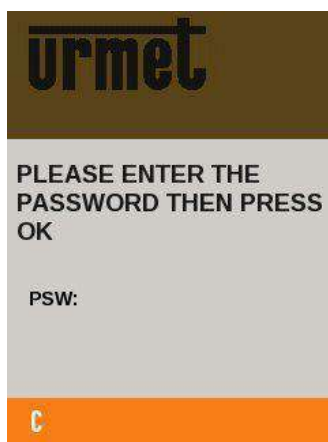 urmet
PLEASE ENTER THE
PASSWORD THEN PRESS
OK
PSW:
C